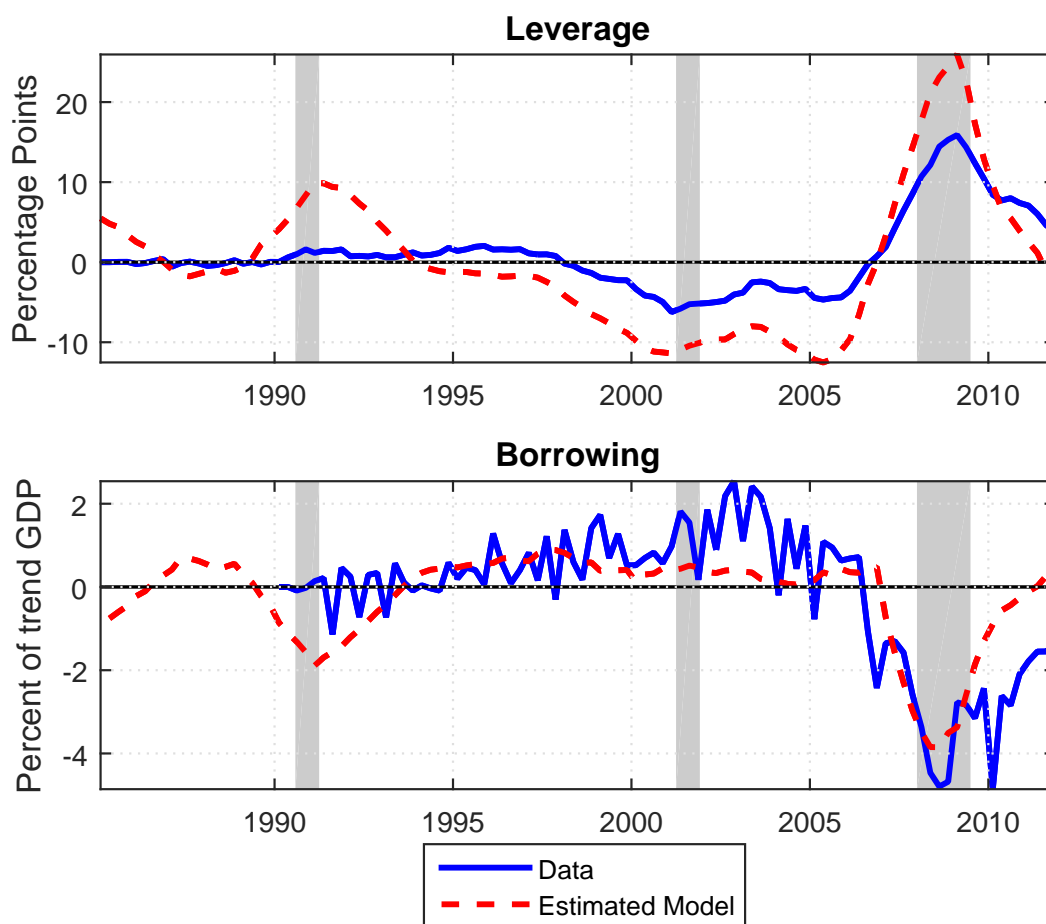 Leverage
Percentage Points
20
10
0
-10
1990 1995 2000 2005 2010
Borrowing
Percent of trend GDP
2
0
-2
-4
1990 1995 2000 2005 2010
Data
Estimated Model